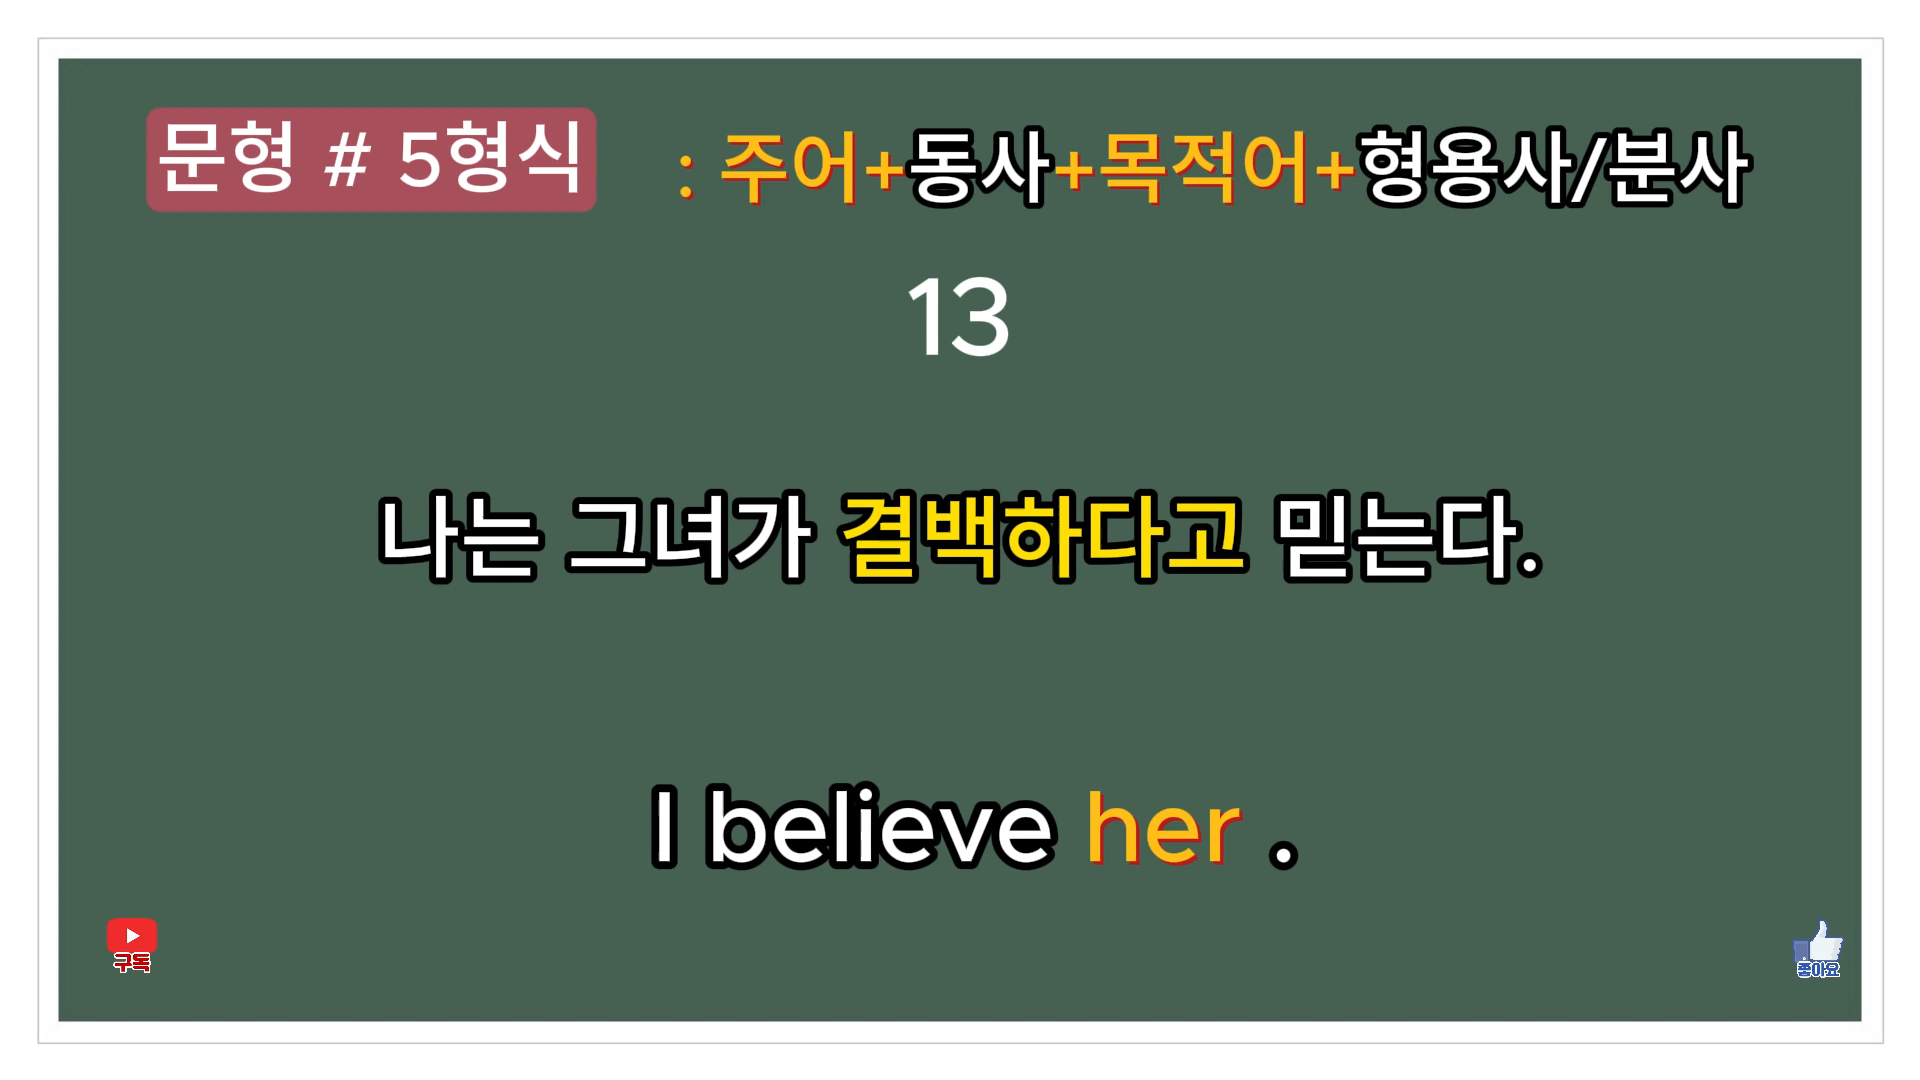 문형 # 5형식 : 주어+동사+목적어+형용사/분사
13
나는 그녀가 결백하다고 믿는다.
I believe her .
구독
좋아요